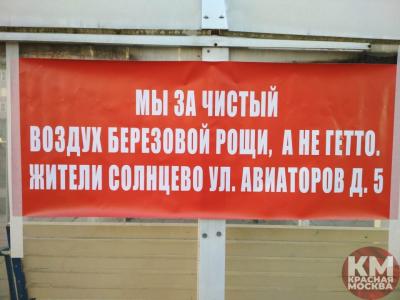 МЫ ЗА ЧИСТЫЙ
ВОЗДУХ БЕРЕЗОВОЙ РОЩИ, А НЕ ГЕТТО.
ЖИТЕЛИ СОЛНЦЕВО УЛ. АВИАТОРОВ Д. 5
КМ
КРАСНАЯ
МОСКВА